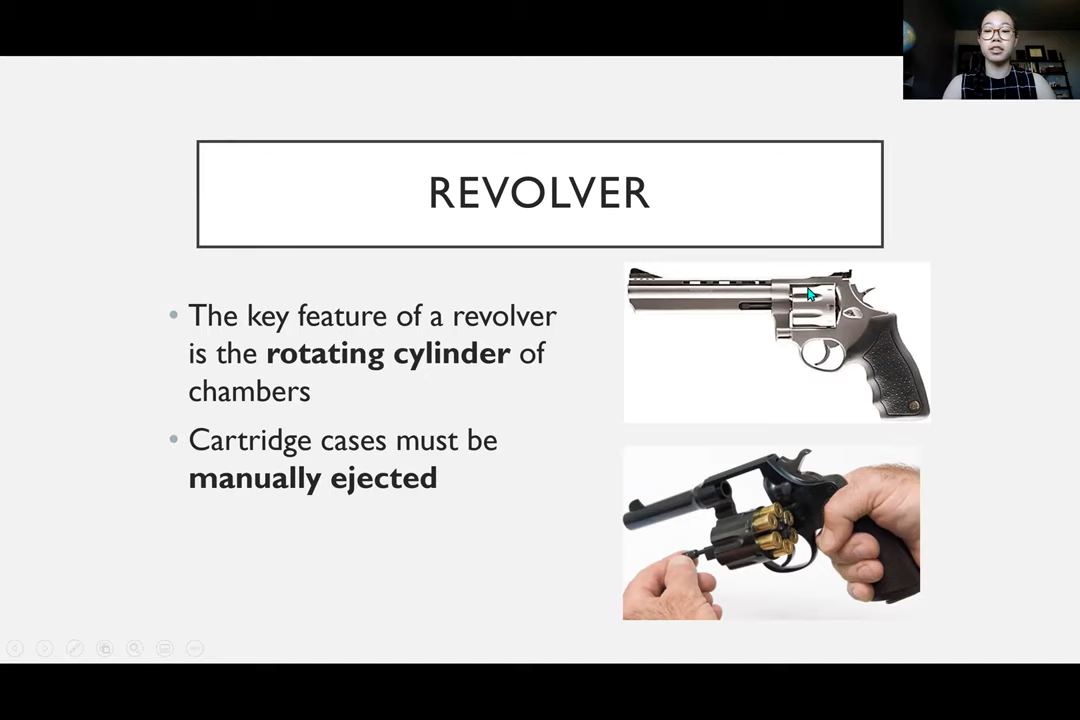 REVOLVER
The key feature of a revolver
is the rotating cylinder of
chambers
Cartridge cases must be
manually ejected